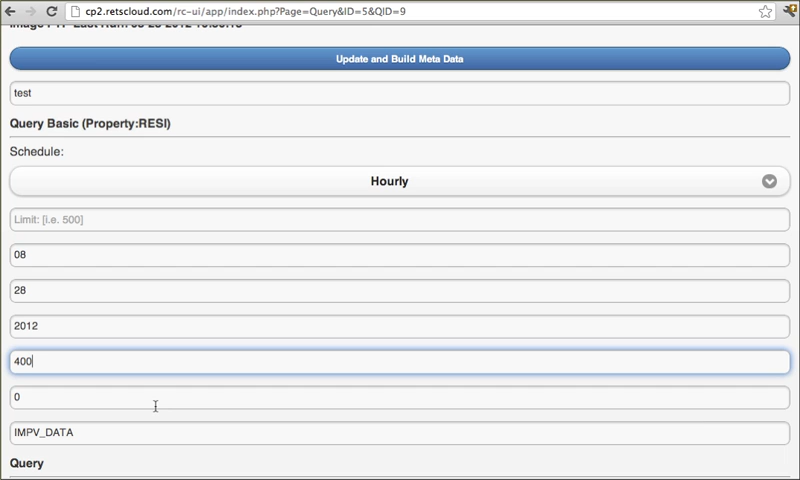 cp2.retscloud.com/rc-ui/app/index.php?Page=Query&ID=5&QID=9
Update and Build Meta Data
test
Query Basic (Property:RESI)
Schedule:
Hourly
Limit: [i.e. 500]
08
28
2012
400
0
IMPV_DATA
Query